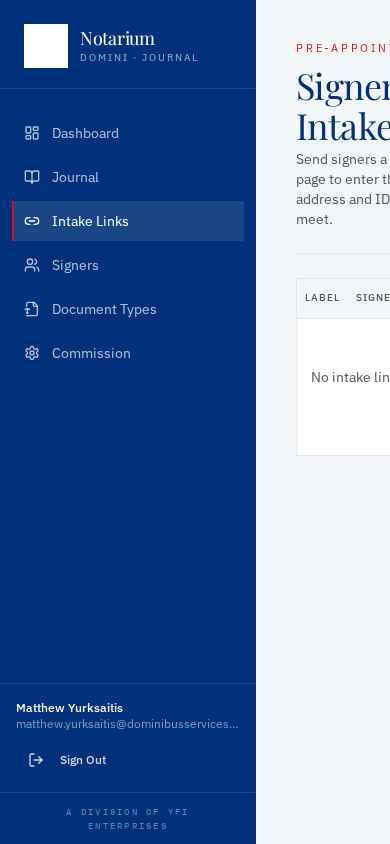 Notarium
DOMINI · JOURNAL
Dashboard
Journal
Intake Links
Signers
Document Types
Commission
Matthew Yurksaitis
matthew.yurksaitis@dominibusservices...
Sign Out
A DIVISION OF YFI
ENTERPRISES
PRE-APPOIN
Signer
Intake
Send signers a
page to enter th
address and ID
meet.
LABEL SIGNE
No intake lin